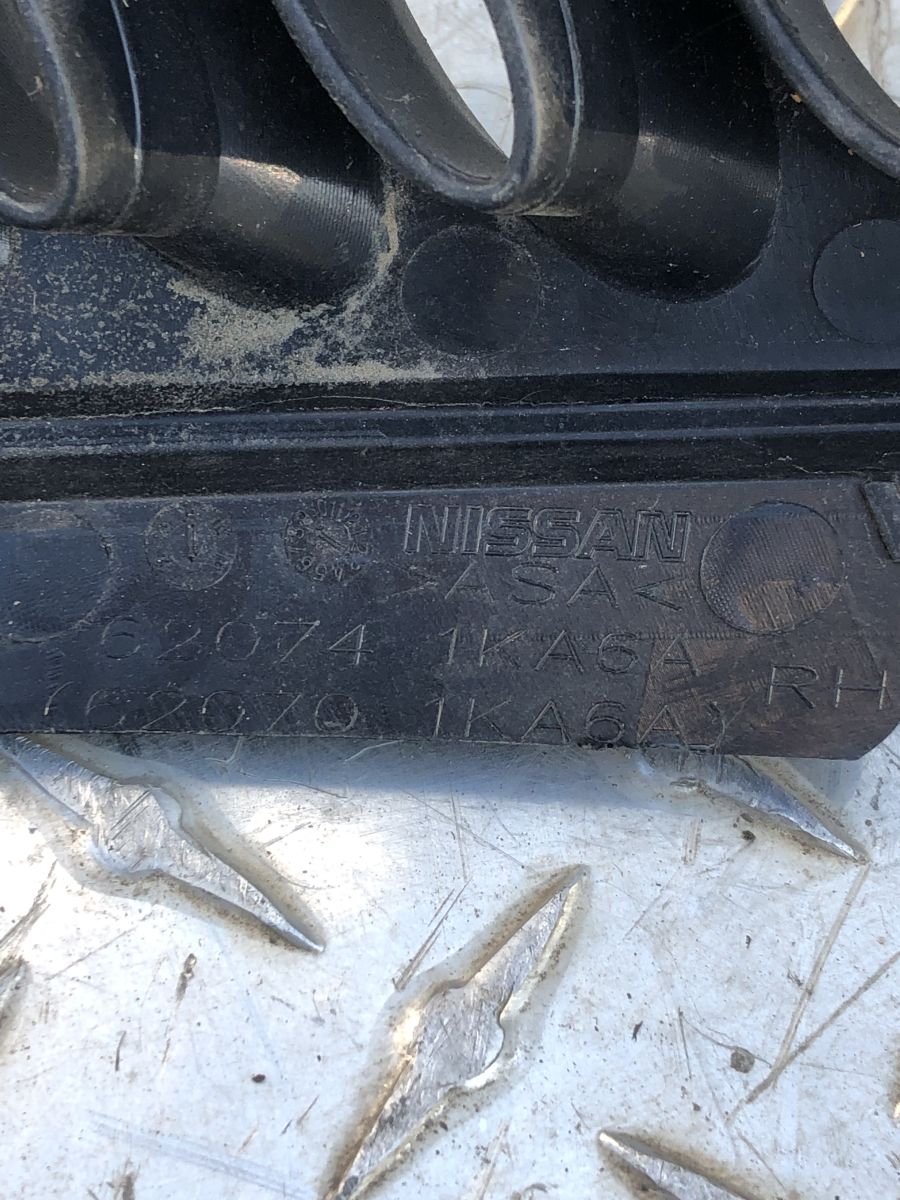 NISSAN
>ASA<
62074 1KA6A
(62070 1KA6A)
RH